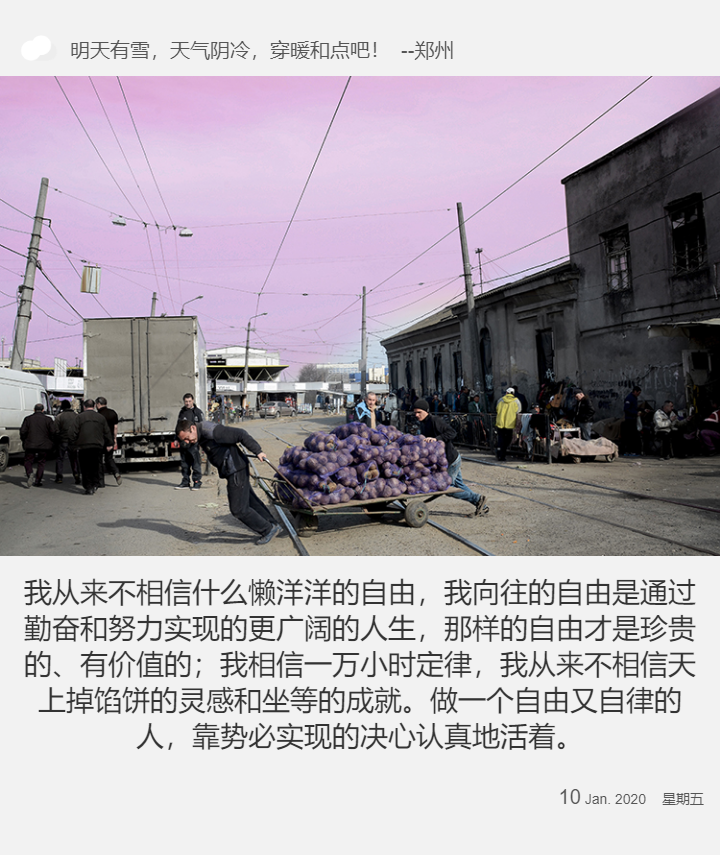 明天有雪，天气阴冷，穿暖和点吧！ --郑州
我从来不相信什么懒洋洋的自由，我向往的自由是通过
勤奋和努力实现的更广阔的人生，那样的自由才是珍贵
的、有价值的；我相信一万小时定律，我从来不相信天
上掉馅饼的灵感和坐等的成就。做一个自由又自律的
人，靠势必实现的决心认真地活着。
10 Jan. 2020 星期五